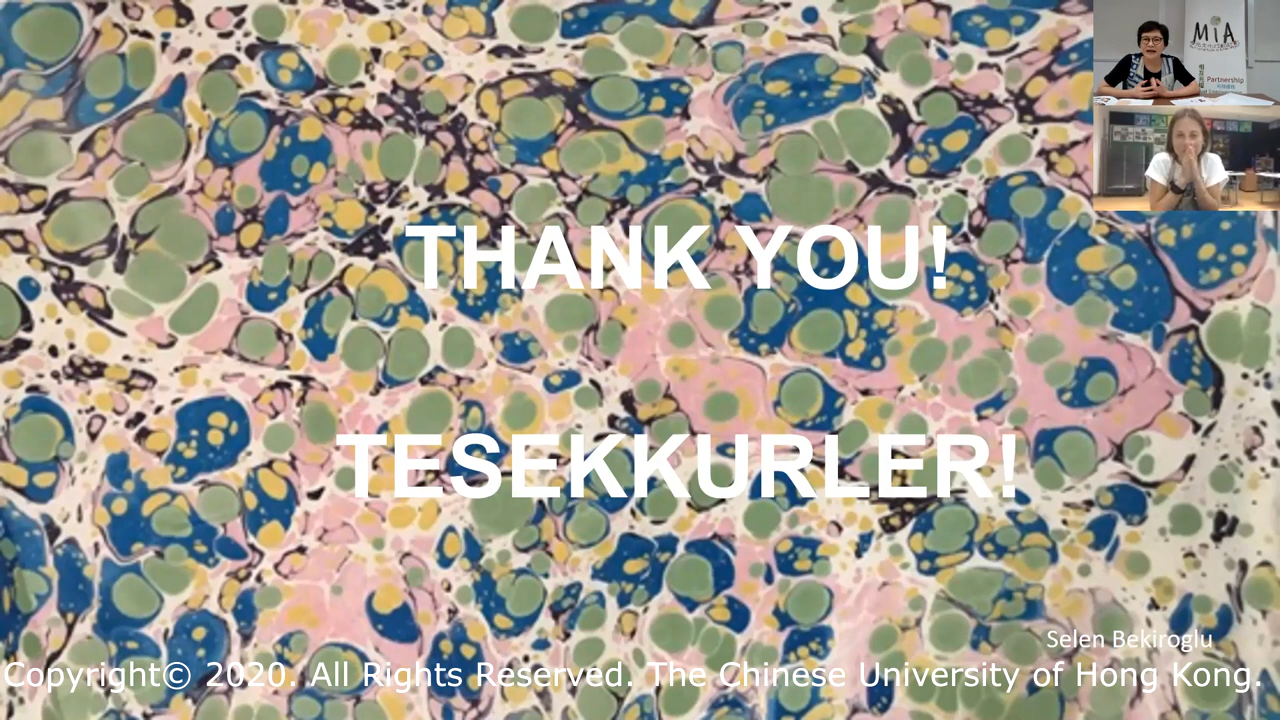 MiA
Partnership
THANK YOU!
TESEKKURLER!
Selen Bekiroglu
Copyright© 2020. All Rights Reserved. The Chinese University of Hong Kong.